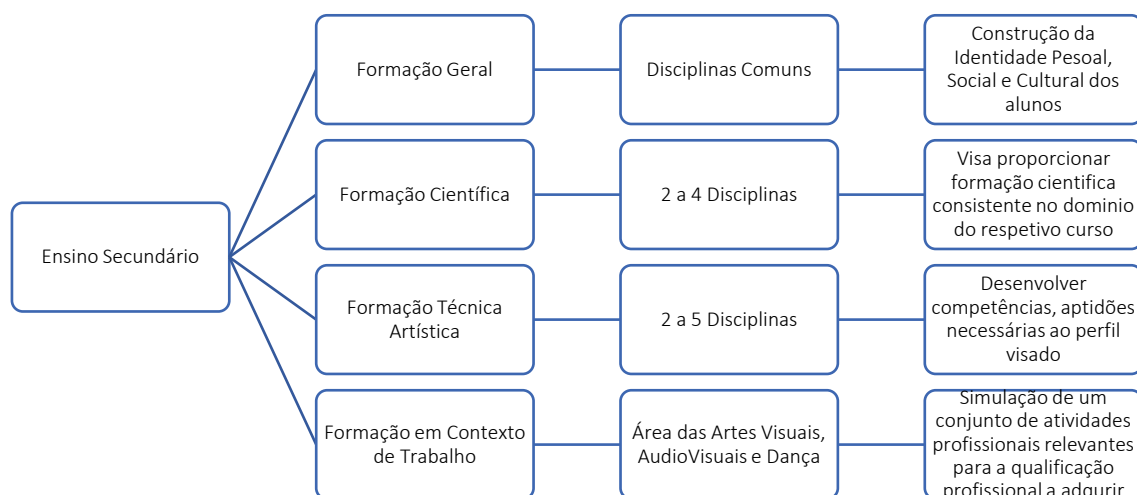 Ensino Secundário
Formação Geral
Disciplinas Comuns
Construção da
Identidade Pesoal,
Social e Cultural dos
alunos
Formação Científica
2 a 4 Disciplinas
Visa proporcionar
formação cientifica
consistente no dominio
do respetivo curso
Formação Técnica
Artística
2 a 5 Disciplinas
Desenvolver
competências, aptidões
necessárias ao perfil
visado
Formação em Contexto
de Trabalho
Área das Artes Visuais,
AudioVisuais e Dança
Simulação de um
conjunto de atividades
profissionais relevantes
para a qualificação
profissional a adqurir